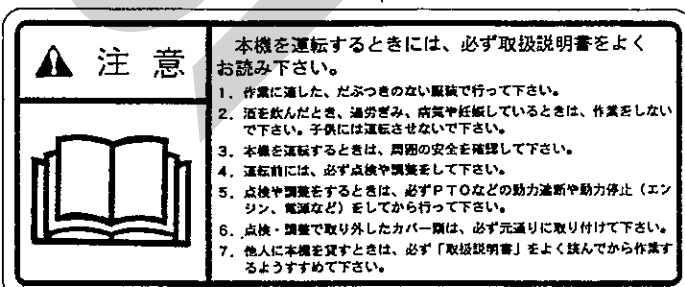 注 意
本機を運転するときには、必ず取扱説明書をよく
お読み下さい。
1. 作業に適した、だぶつきのない服装で行って下さい。
2. 酒を飲んだとき、過労ぎみ、病気や妊娠しているときは、作業をしない
で下さい。子供には運転させないで下さい。
3. 本機を運転するときは、周囲の安全を確認して下さい。
4. 運転前には、必ず点検や調整をして下さい。
5. 点検や調整をするときは、必ずPTOなどの動力遮断や動力停止（エン
ジン、電源など）をしてから行って下さい。
6. 点検・調整で取り外したカバー類は、必ず元通りに取り付けて下さい。
7. 他人に本機を貸すときは、必ず「取扱説明書」をよく読んでから作業す
るようすすめて下さい。